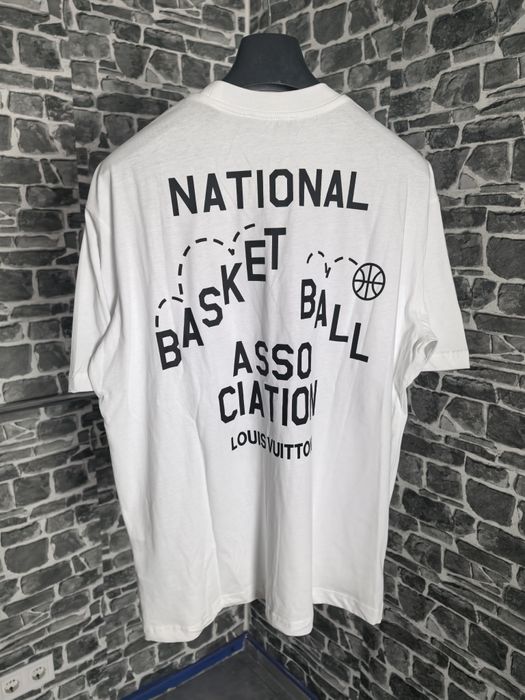 NATIONAL
BASKET BALL
ASSO
CIATION
LOUIS VUITTON